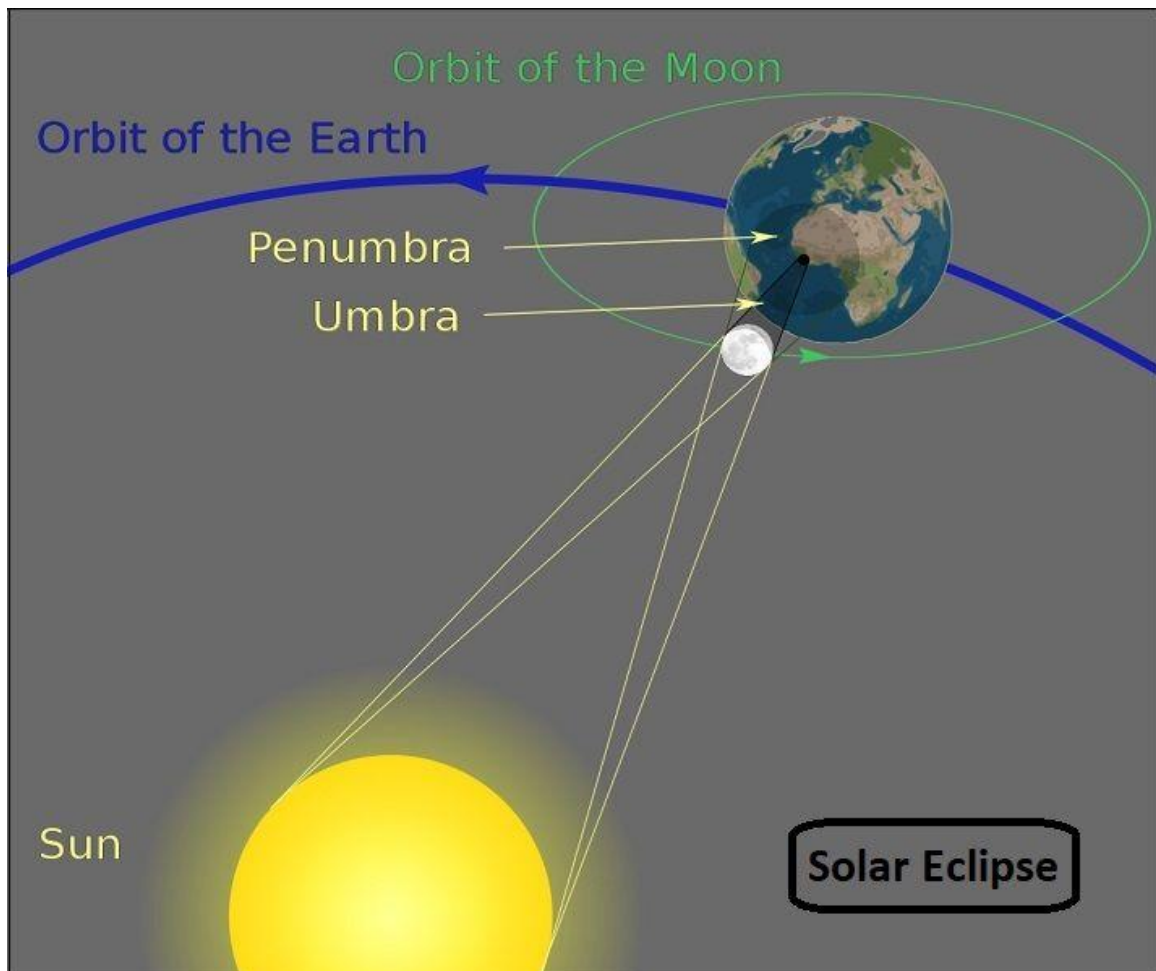 Orbit of the Moon
Orbit of the Earth
Penumbra
Umbra
Sun
Solar Eclipse